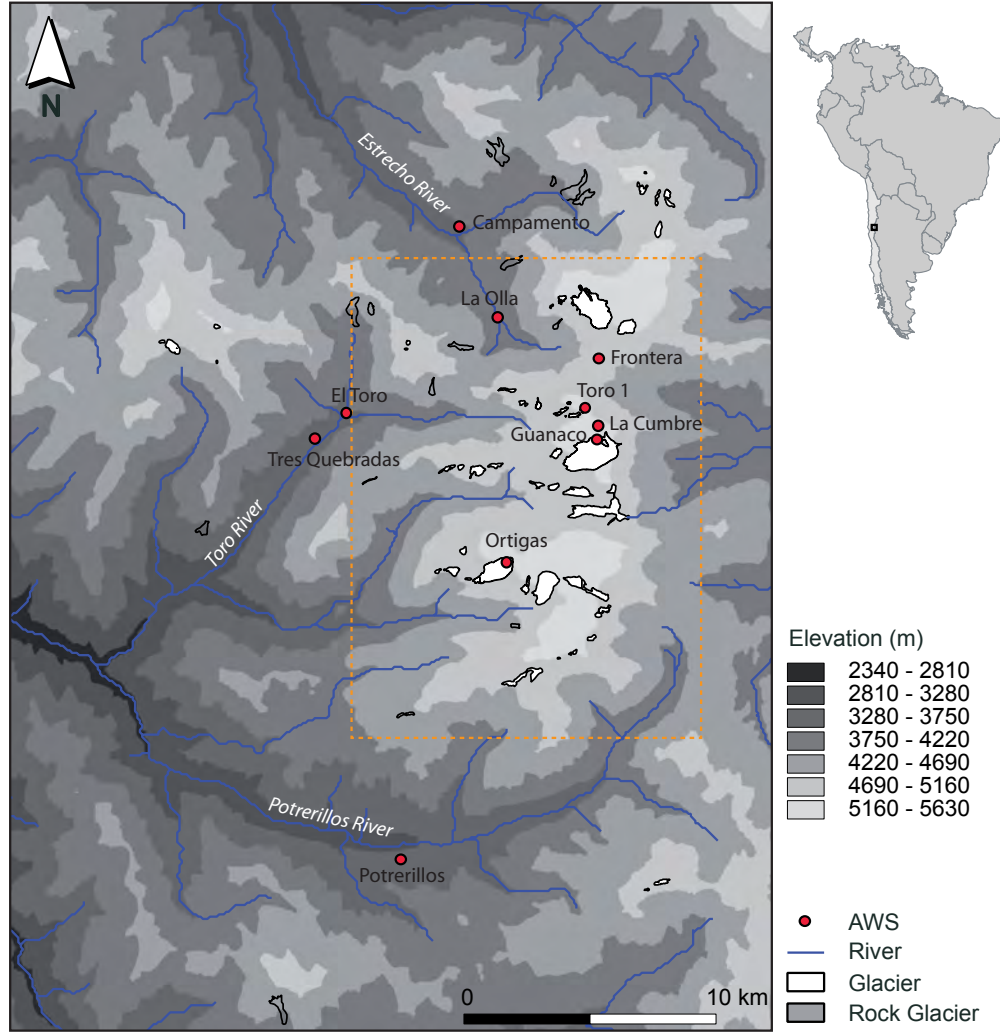 N
Estrecho River
Campamento
La Olla
Frontera
Toro 1
El Toro
La Cumbre
Guanaco
Tres Quebradas
Toro River
Ortigas
Potrerillos River
Potrerillos
0 10 km
Elevation (m)
2340 - 2810
2810 - 3280
3280 - 3750
3750 - 4220
4220 - 4690
4690 - 5160
5160 - 5630
AWS
River
Glacier
Rock Glacier